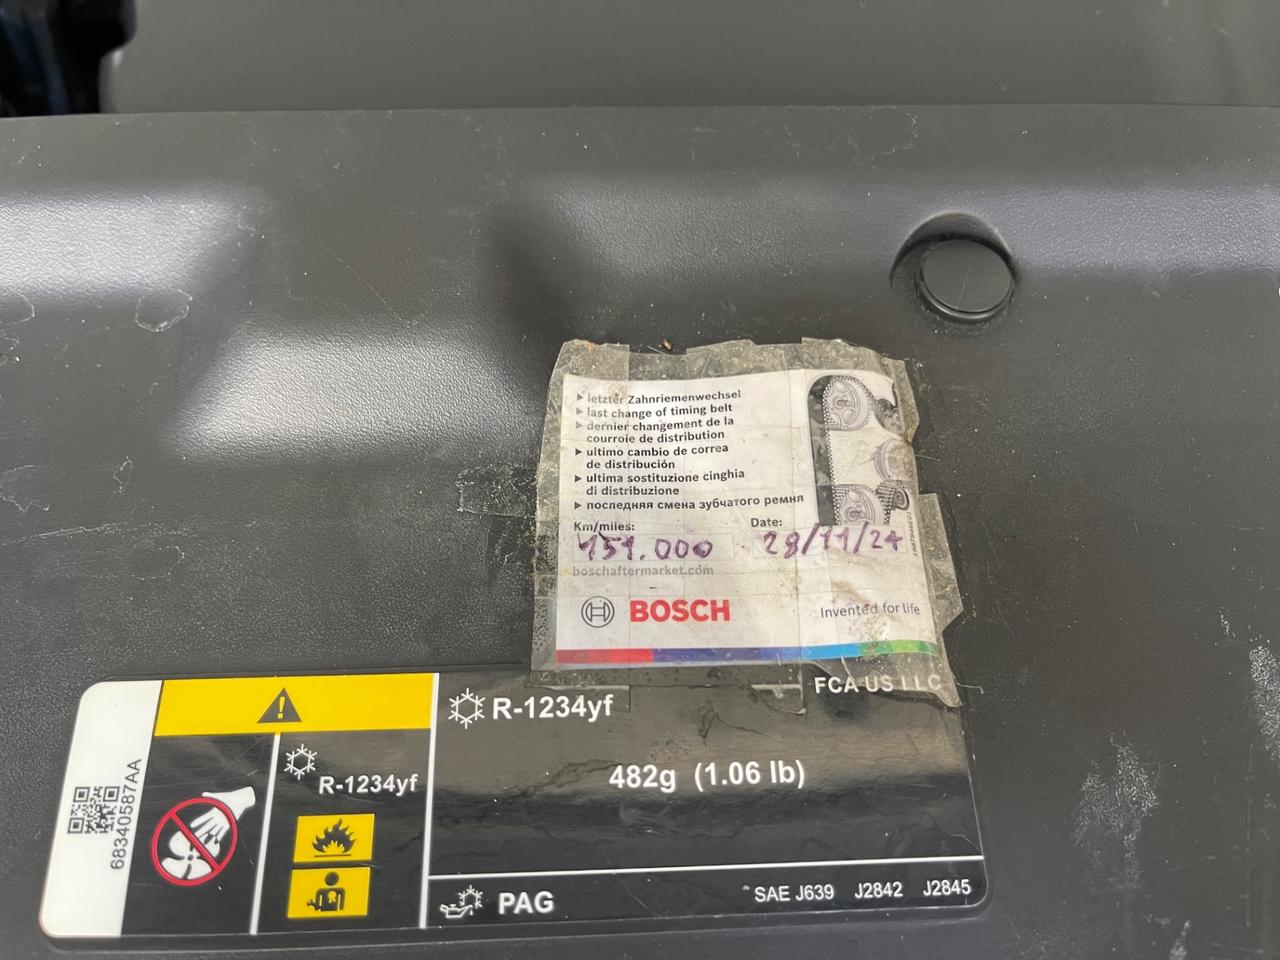 ▶ letzter Zahnriemenwechsel
▶ last change of timing belt
▶ dernier changement de la
courroie de distribution
▶ ultimo cambio de correa
de distribución
▶ ultima sostituzione cinghia
di distribuzione
▶ последняя смена зубчатого ремня
Km/miles: Date:
151.000 28/11/24
boschaftermarket.com
BOSCH Invented for life
FCA US LLC
R-1234yf
482g (1.06 lb)
R-1234yf
68340587AA
PAG SAE J639 J2842 J2845